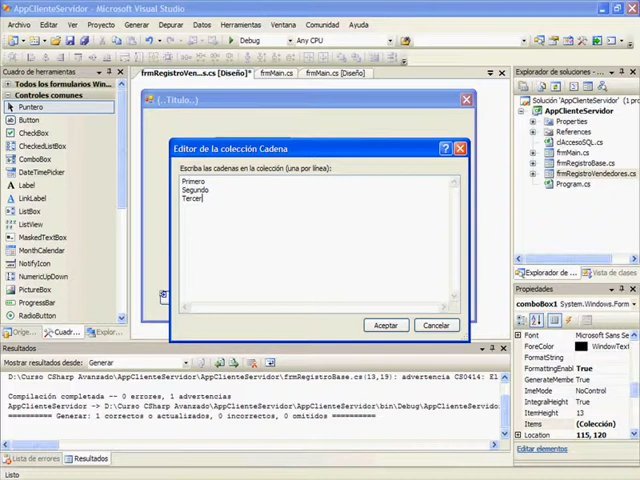 AppClienteServidor - Microsoft Visual Studio
Archivo Editar Ver Proyecto Generar Depurar Datos Herramientas Ventana Comunidad Ayuda
Debug Any CPU
Cuadro de herramientas
Todos los formularios Win...
Controles comunes
Puntero
Button
CheckBox
CheckedListBox
ComboBox
DateTimePicker
Label
LinkLabel
ListBox
ListView
MaskedTextBox
MonthCalendar
NotifyIcon
NumericUpDown
PictureBox
ProgressBar
RadioButton
Oríge... Cuadr... Explor...
frmRegistroVen...s.cs [Diseño]* frmMain.cs frmMain.cs [Diseño]
(..Titulo..)
Editor de la colección Cadena
Escriba las cadenas en la colección (una por línea):
Primero
Segundo
Tercer
Aceptar Cancelar
Explorador de soluciones -
Solución 'AppClienteServidor'
AppClienteServidor
Properties
References
clAccesoSQL.cs
frmMain.cs
frmRegistroBase.cs
frmRegistroVendedores.cs
Program.cs
Explorador de ... Vistas de clases
Propiedades
comboBox1 System.Windows.Form
Font Microsoft Sans Se
ForeColor WindowText
FormatString
FormattingEnabl True
GenerateMembe True
ImeMode NoControl
IntegralHeight True
ItemHeight 13
Items (Colección)
Location 115, 120
Editar elementos
Resultados
Mostrar resultados desde: Generar
D:\Curso CSharp Avanzado\AppClienteServidor\AppClienteServidor\frmRegistroBase.cs(13,19): advertencia CS0414: El
Compilación completada -- 0 errores, 1 advertencias
AppClienteServidor -> D:\Curso CSharp Avanzado\AppClienteServidor\AppClienteServidor\bin\Debug\AppClienteServidor
========== Generar: 1 correctos o actualizados, 0 incorrectos, 0 omitidos ==========
Lista de errores Resultados
Listo